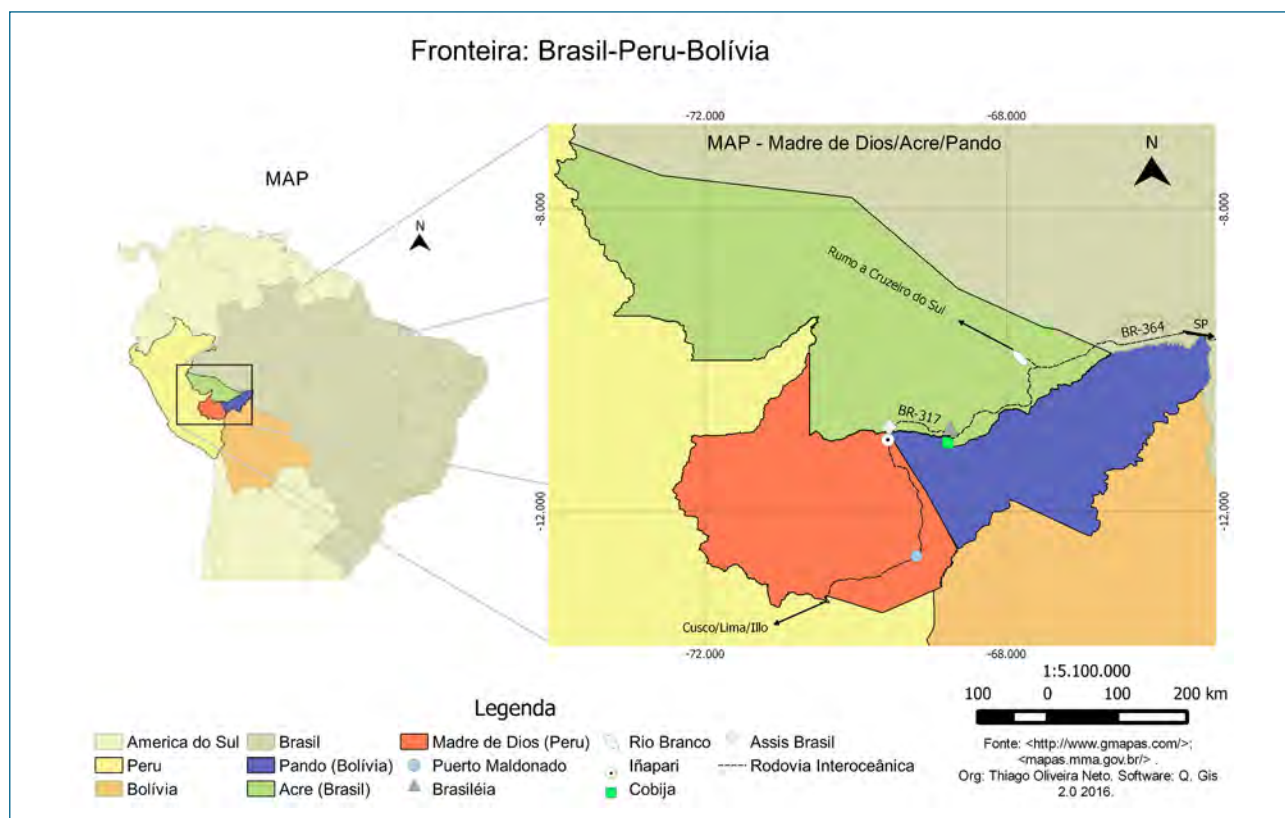 Fronteira: Brasil-Peru-Bolívia
MAP
N
-72.000
-68.000
MAP - Madre de Dios/Acre/Pando
N
-8.000
-8.000
Rumo a Cruzeiro do Sul
BR-364
SP
BR-317
-12.000
-12.000
Cusco/Lima/Illo
-72.000
-68.000
1:5.100.000
100 0 100 200 km
Legenda
America do Sul
Brasil
Madre de Dios (Peru)
Rio Branco
Assis Brasil
Peru
Pando (Bolívia)
Puerto Maldonado
Iñapari
Rodovia Interoceânica
Bolívia
Acre (Brasil)
Brasiléia
Cobija
Fonte: <http://www.gmapas.com/>;
<mapas.mma.gov.br/> .
Org: Thiago Oliveira Neto. Software: Q. Gis
2.0 2016.